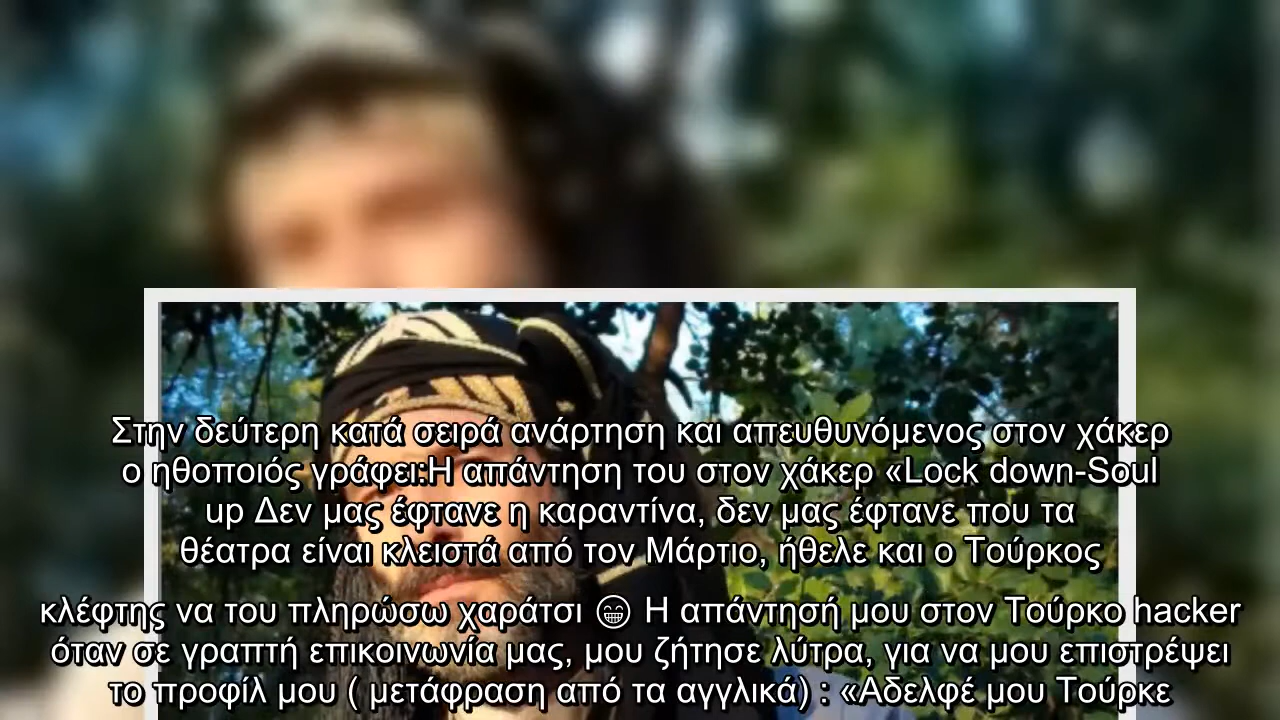 Στην δεύτερη κατά σειρά ανάρτηση και απευθυνόμενος στον χάκερ
ο ηθοποιός γράφει:Η απάντηση του στον χάκερ «Lock down-Soul
up Δεν μας έφτανε η καραντίνα, δεν μας έφτανε που τα
θέατρα είναι κλειστά από τον Μάρτιο, ήθελε και ο Τούρκος
κλέφτης να του πληρώσω χαράτσι 😁 Η απάντησή μου στον Τούρκο hacker
όταν σε γραπτή επικοινωνία μας, μου ζήτησε λύτρα, για να μου επιστρέψει
το προφίλ μου ( μετάφραση από τα αγγλικά) : «Αδελφέ μου Τούρκε